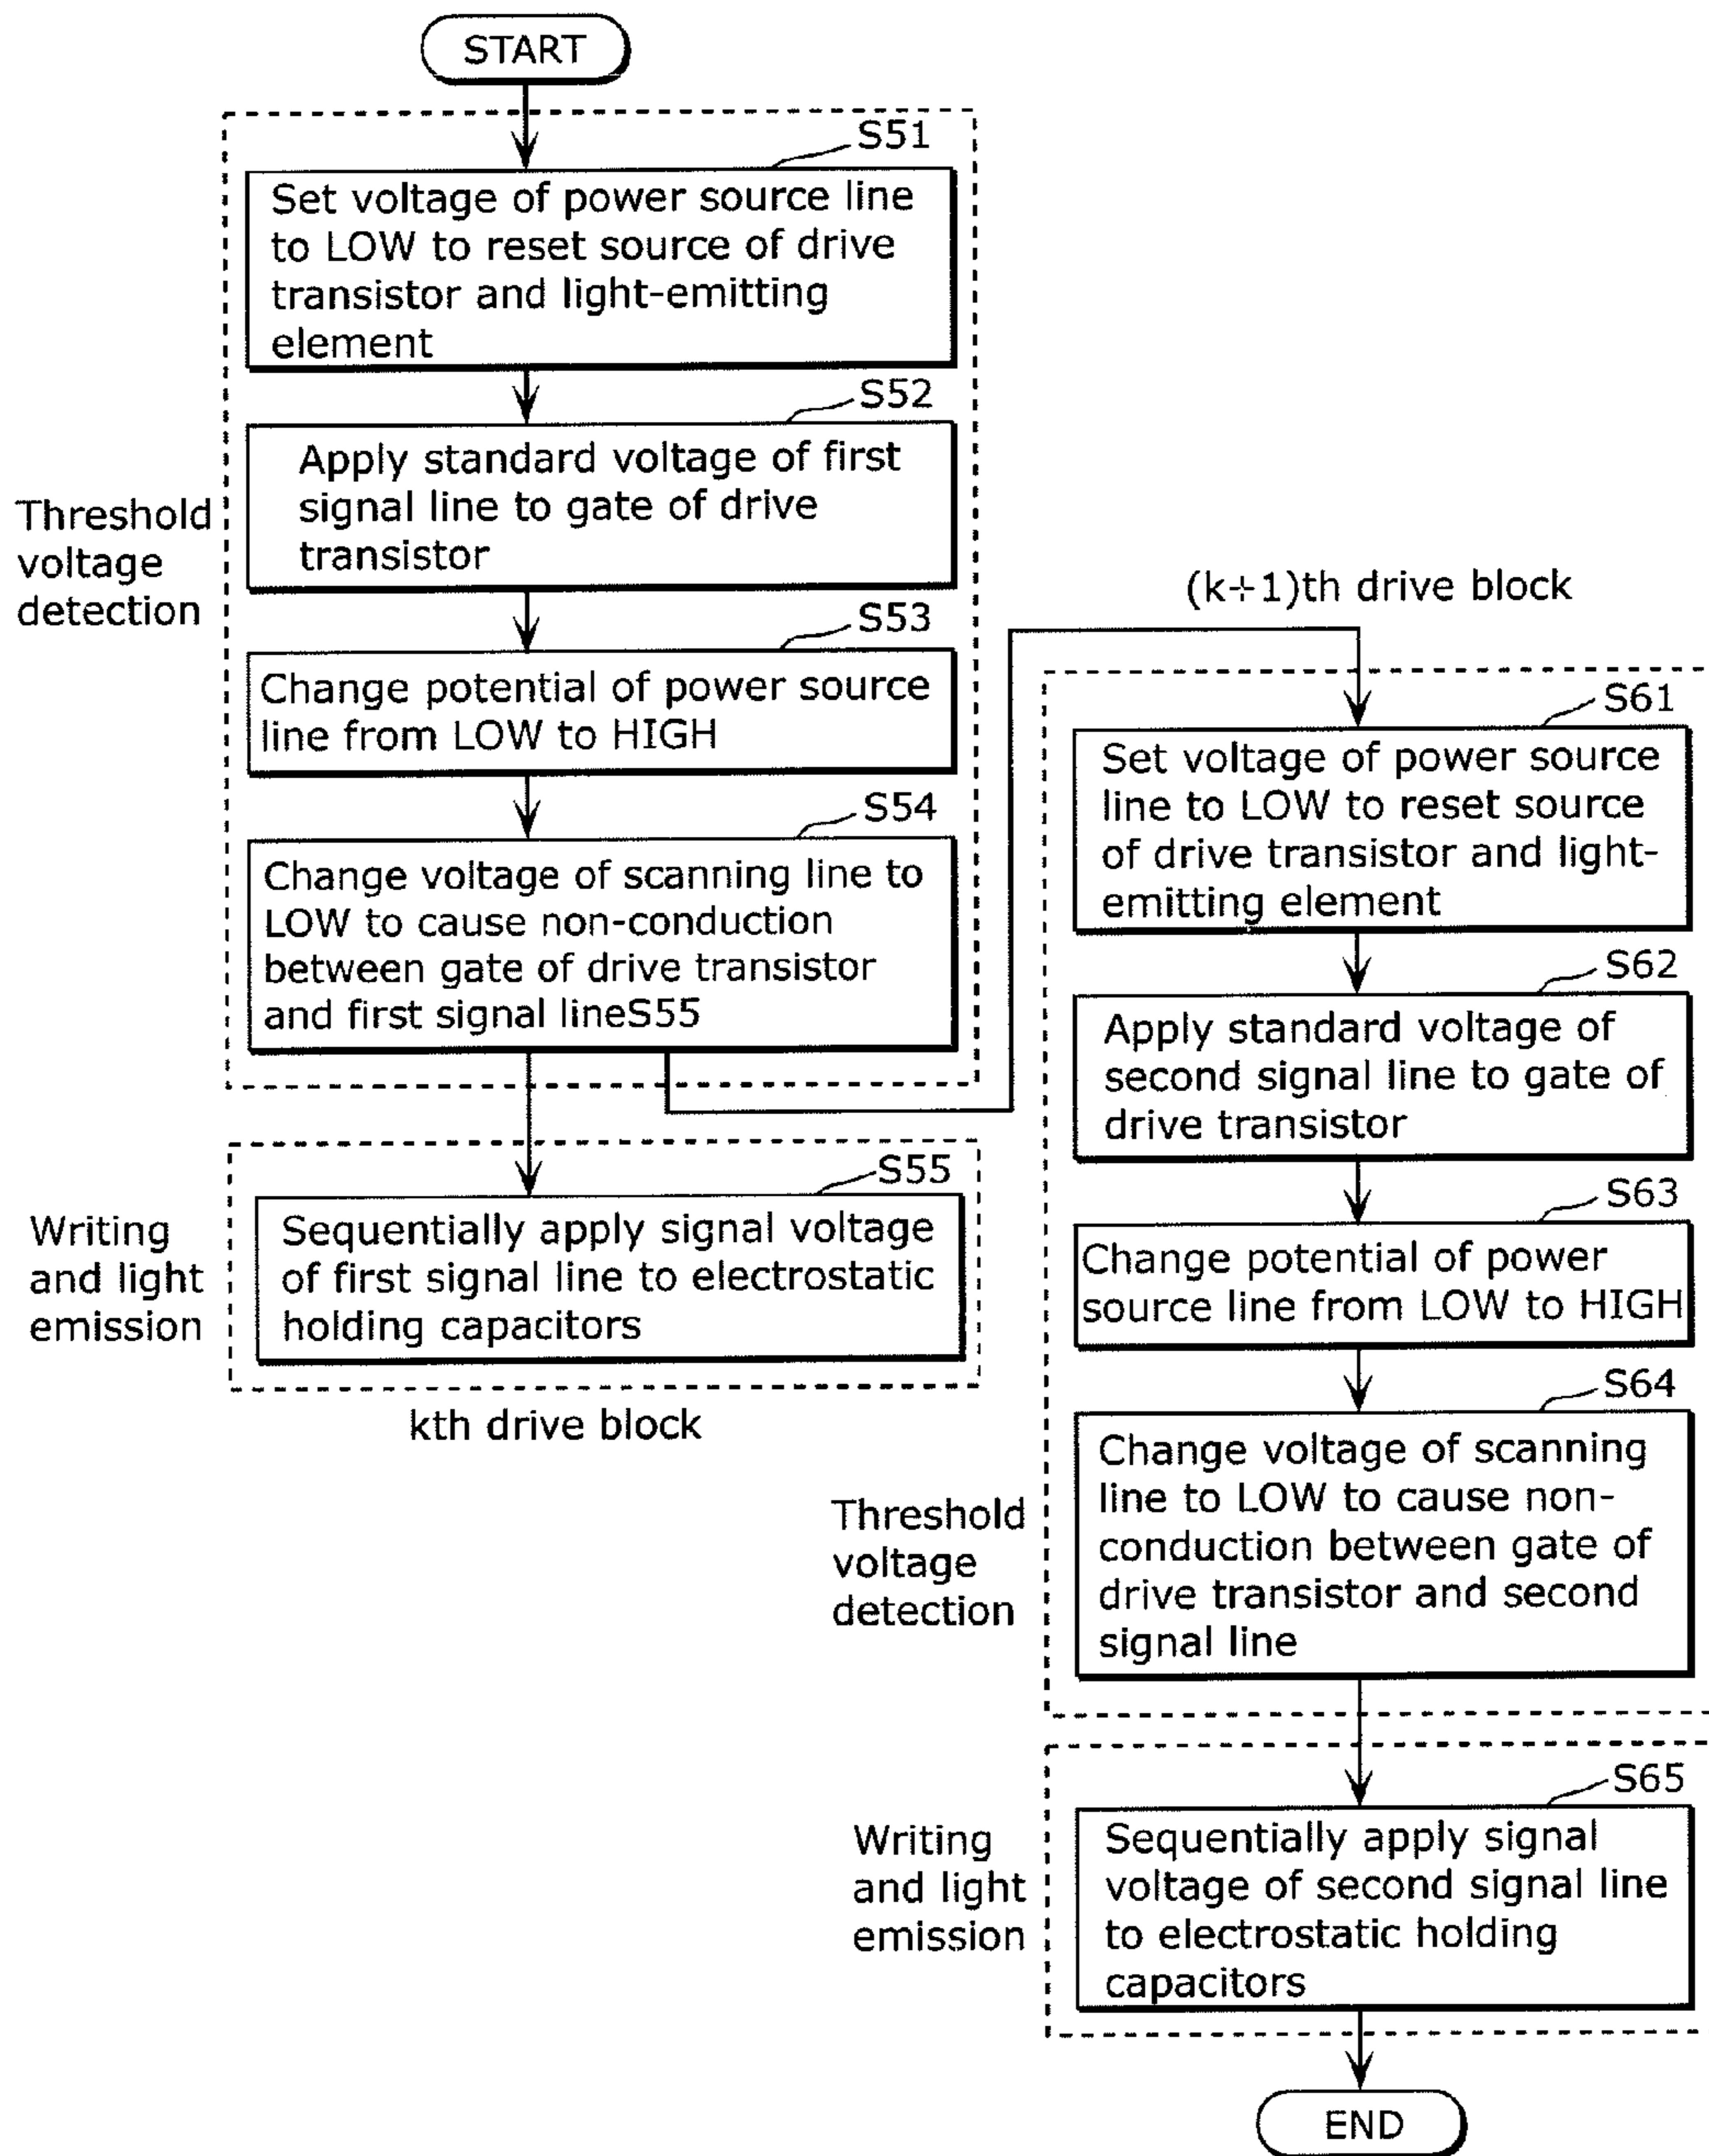 START
S51
Set voltage of power source line
to LOW to reset source of drive
transistor and light-emitting
element
S52
Apply standard voltage of first
signal line to gate of drive
transistor
Threshold
voltage
detection
S53
Change potential of power source
line from LOW to HIGH
S54
Change voltage of scanning line to
LOW to cause non-conduction
between gate of drive transistor
and first signal lineS55
S55
Sequentially apply signal voltage
of first signal line to electrostatic
holding capacitors
Writing
and light
emission
kth drive block
(k+1)th drive block
S61
Set voltage of power source
line to LOW to reset source
of drive transistor and light-
emitting element
S62
Apply standard voltage of
second signal line to gate of
drive transistor
S63
Change potential of power
source line from LOW to HIGH
S64
Change voltage of scanning
line to LOW to cause non-
conduction between gate of
drive transistor and second
signal line
Threshold
voltage
detection
S65
Sequentially apply signal
voltage of second signal line
to electrostatic holding
capacitors
Writing
and light
emission
END